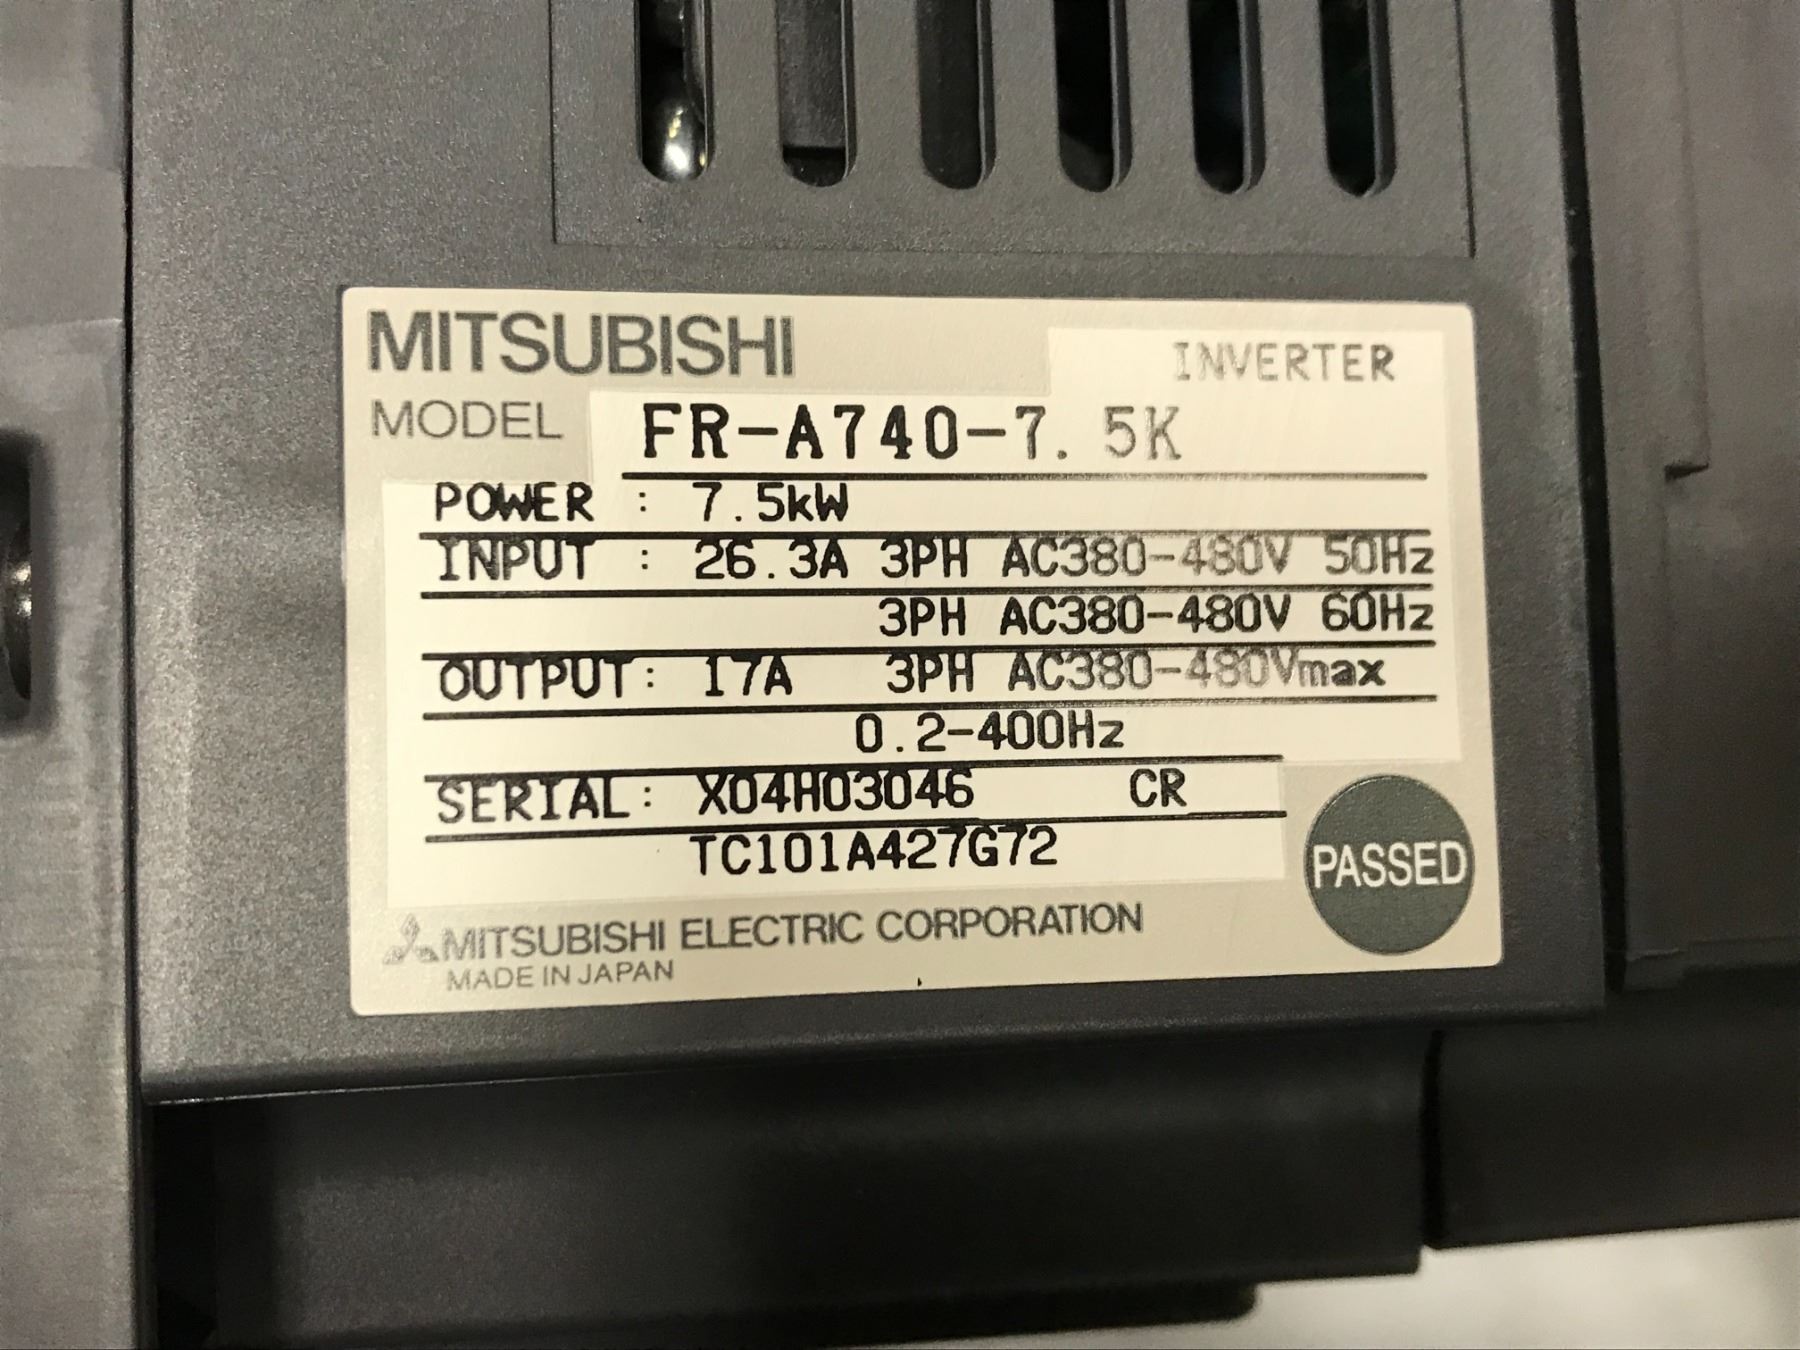 MITSUBISHI
INVERTER
MODEL FR-A740-7.5K
POWER : 7.5kW
INPUT : 26.3A 3PH AC380-480V 50Hz
3PH AC380-480V 60Hz
OUTPUT: 17A 3PH AC380-480Vmax
0.2-400Hz
SERIAL: X04H03046 CR
TC101A427G72
PASSED
MITSUBISHI ELECTRIC CORPORATION
MADE IN JAPAN